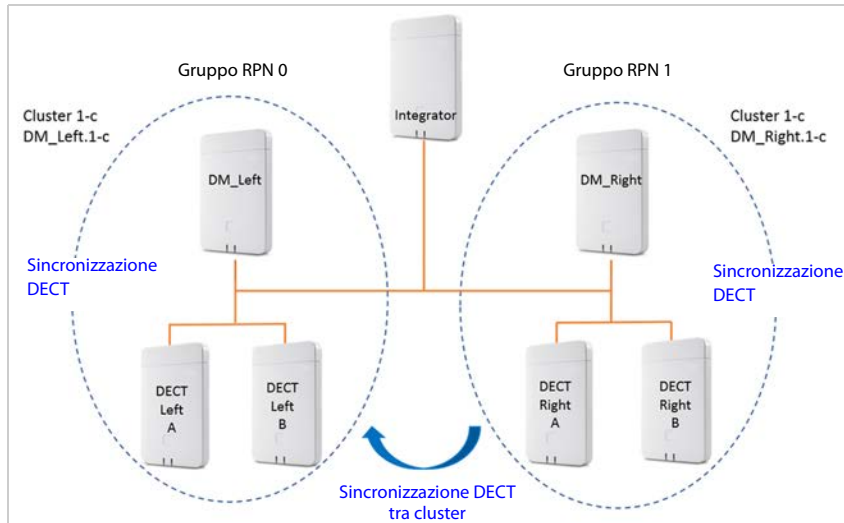 Gruppo RPN 0
Gruppo RPN 1
Integrator
Cluster 1-c
DM_Left.1-c
Cluster 1-c
DM_Right.1-c
DM_Left
DM_Right
Sincronizzazione
DECT
Sincronizzazione
DECT
DECT
Left
A
DECT
Left
B
DECT
Right
A
DECT
Right
B
Sincronizzazione DECT
tra cluster